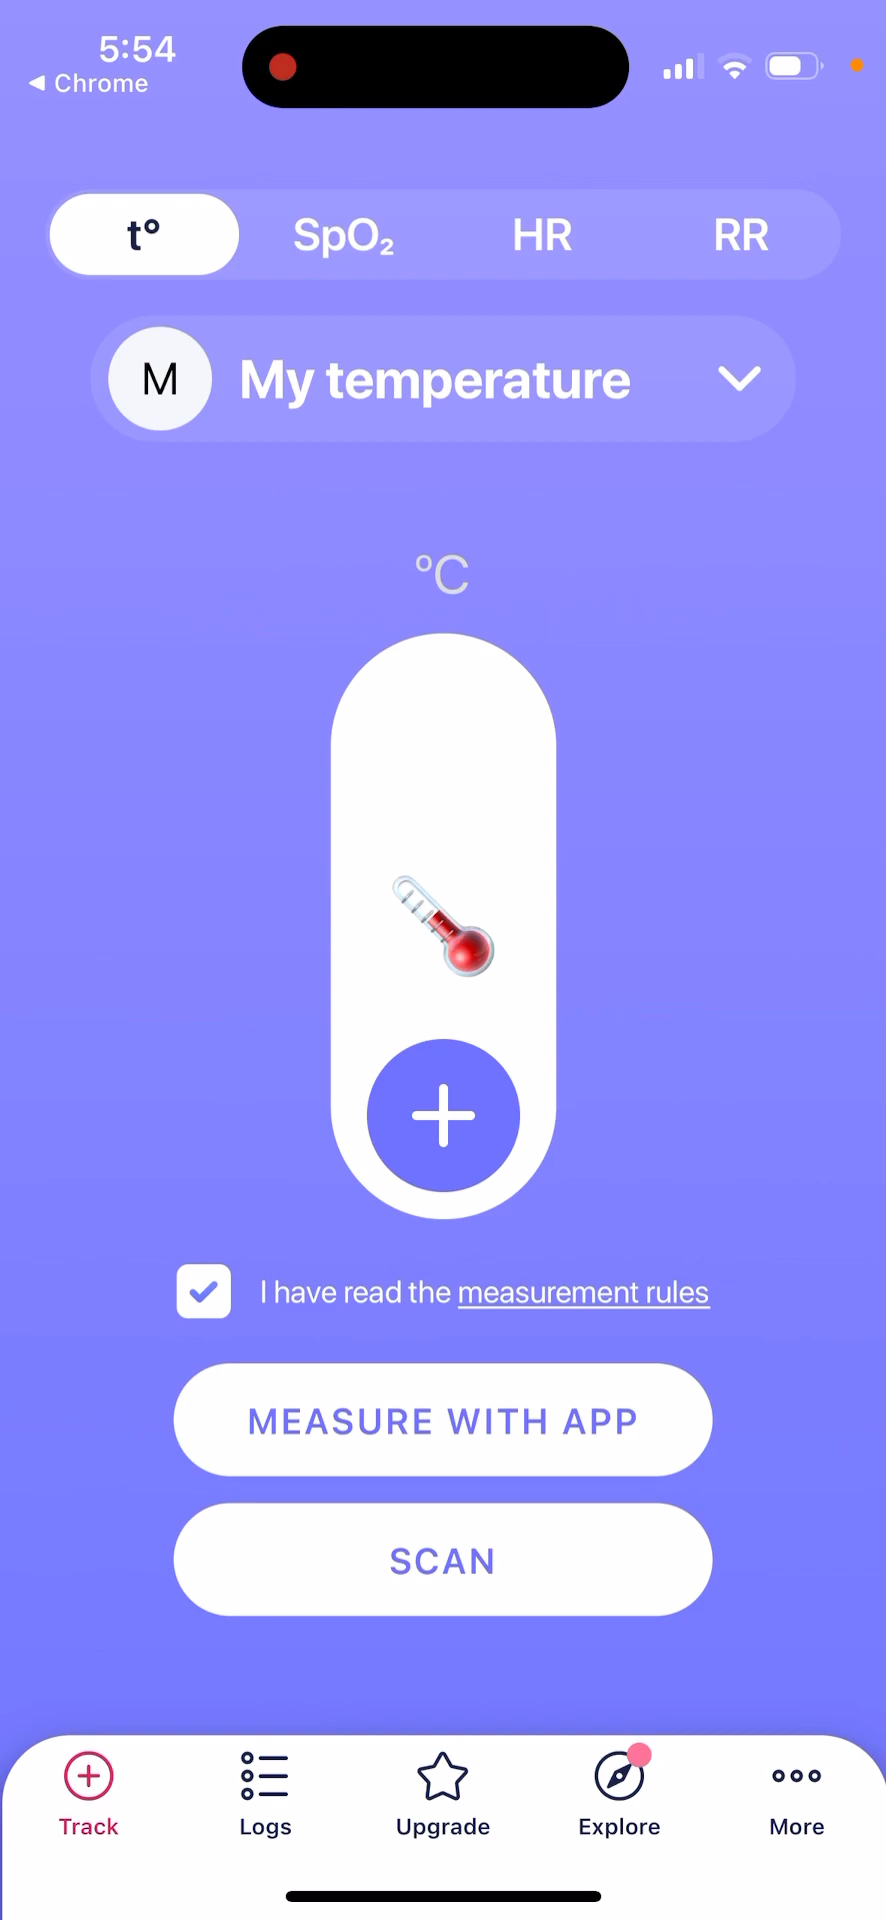 5:54
◀ Chrome
t°
SpO₂
HR
RR
M
My temperature
°C
I have read the measurement rules
MEASURE WITH APP
SCAN
Track
Logs
Upgrade
Explore
More